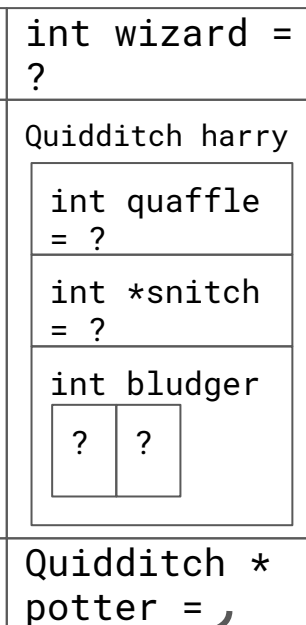 int wizard =
?
Quidditch harry
int quaffle
= ?
int *snitch
= ?
int bludger
? ?
Quidditch *
potter =